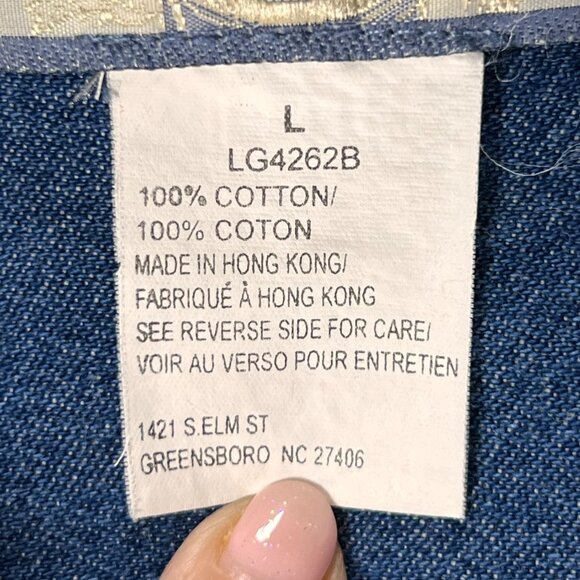 L
LG4262B
100% COTTON/
100% COTON
MADE IN HONG KONG/
FABRIQUÉ À HONG KONG
SEE REVERSE SIDE FOR CARE/
VOIR AU VERSO POUR ENTRETIEN
1421 S.ELM ST
GREENSBORO NC 27406